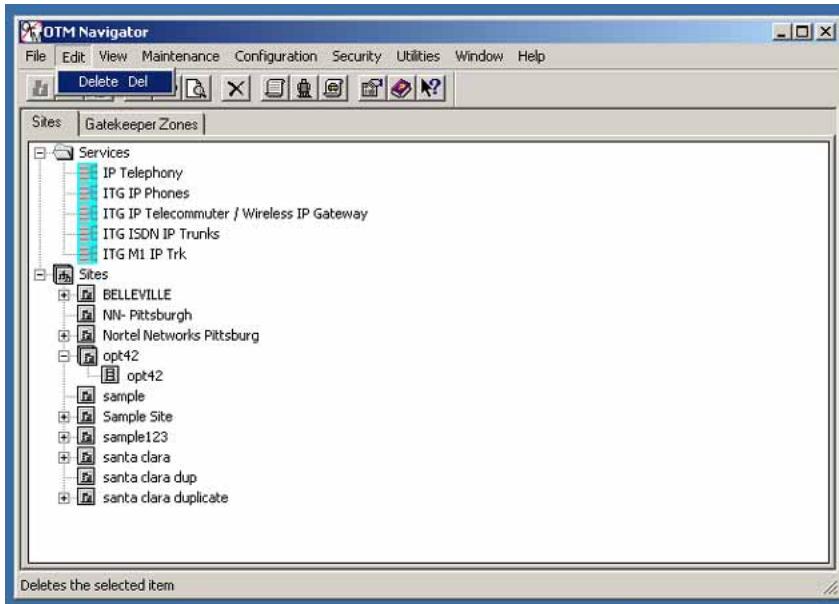 OTM Navigator
File Edit View Maintenance Configuration Security Utilities Window Help
Delete Del
Sites Gatekeeper Zones
Services
IP Telephony
ITG IP Phones
ITG IP Telecommuter / Wireless IP Gateway
ITG ISDN IP Trunks
ITG M1 IP Trk
Sites
BELLEVILLE
NN- Pittsburgh
Nortel Networks Pittsburg
opt42
opt42
sample
Sample Site
sample123
santa clara
santa clara dup
santa clara duplicate
Deletes the selected item